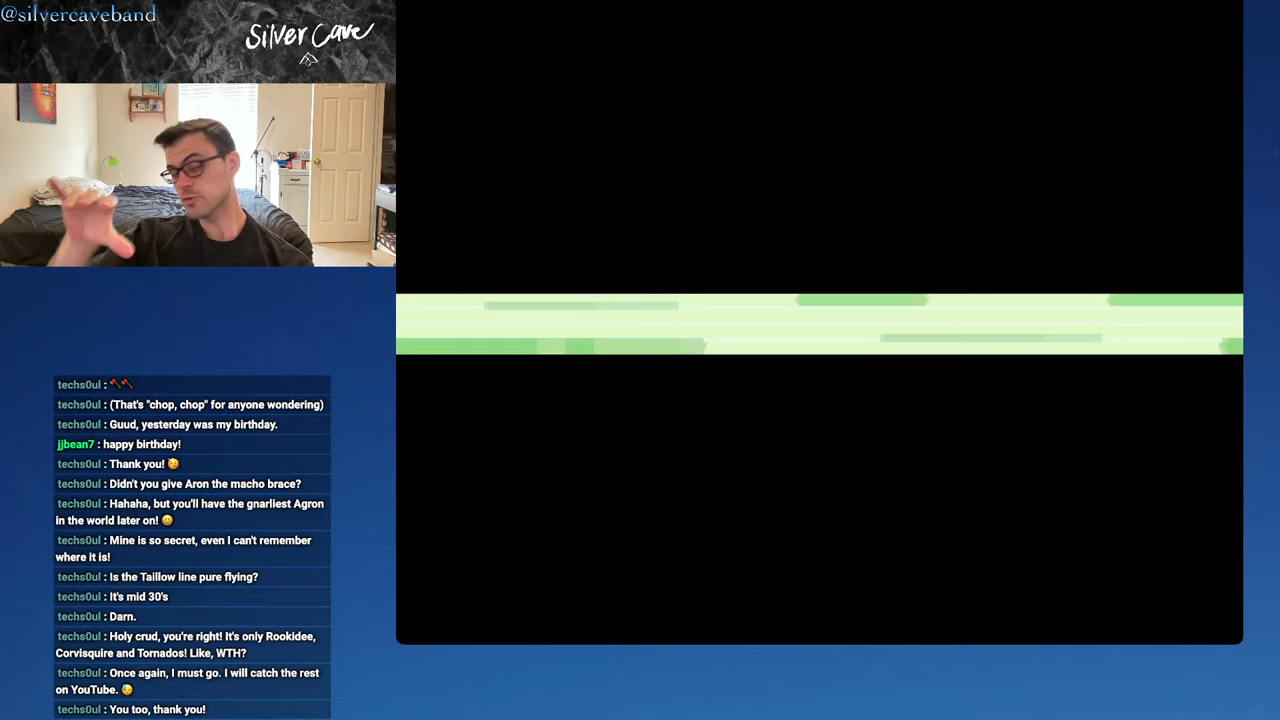 @silvercaveband
Silver Cave
techs0ul : 🪓🪓
techs0ul : (That's "chop, chop" for anyone wondering)
techs0ul : Guud, yesterday was my birthday.
jjbean7 : happy birthday!
techs0ul : Thank you! 🥳
techs0ul : Didn't you give Aron the macho brace?
techs0ul : Hahaha, but you'll have the gnarliest Agron
in the world later on! 😄
techs0ul : Mine is so secret, even I can't remember
where it is!
techs0ul : Is the Taillow line pure flying?
techs0ul : It's mid 30's
techs0ul : Darn.
techs0ul : Holy crud, you're right! It's only Rookidee,
Corvisquire and Tornados! Like, WTH?
techs0ul : Once again, I must go. I will catch the rest
on YouTube. 😥
techs0ul : You too, thank you!